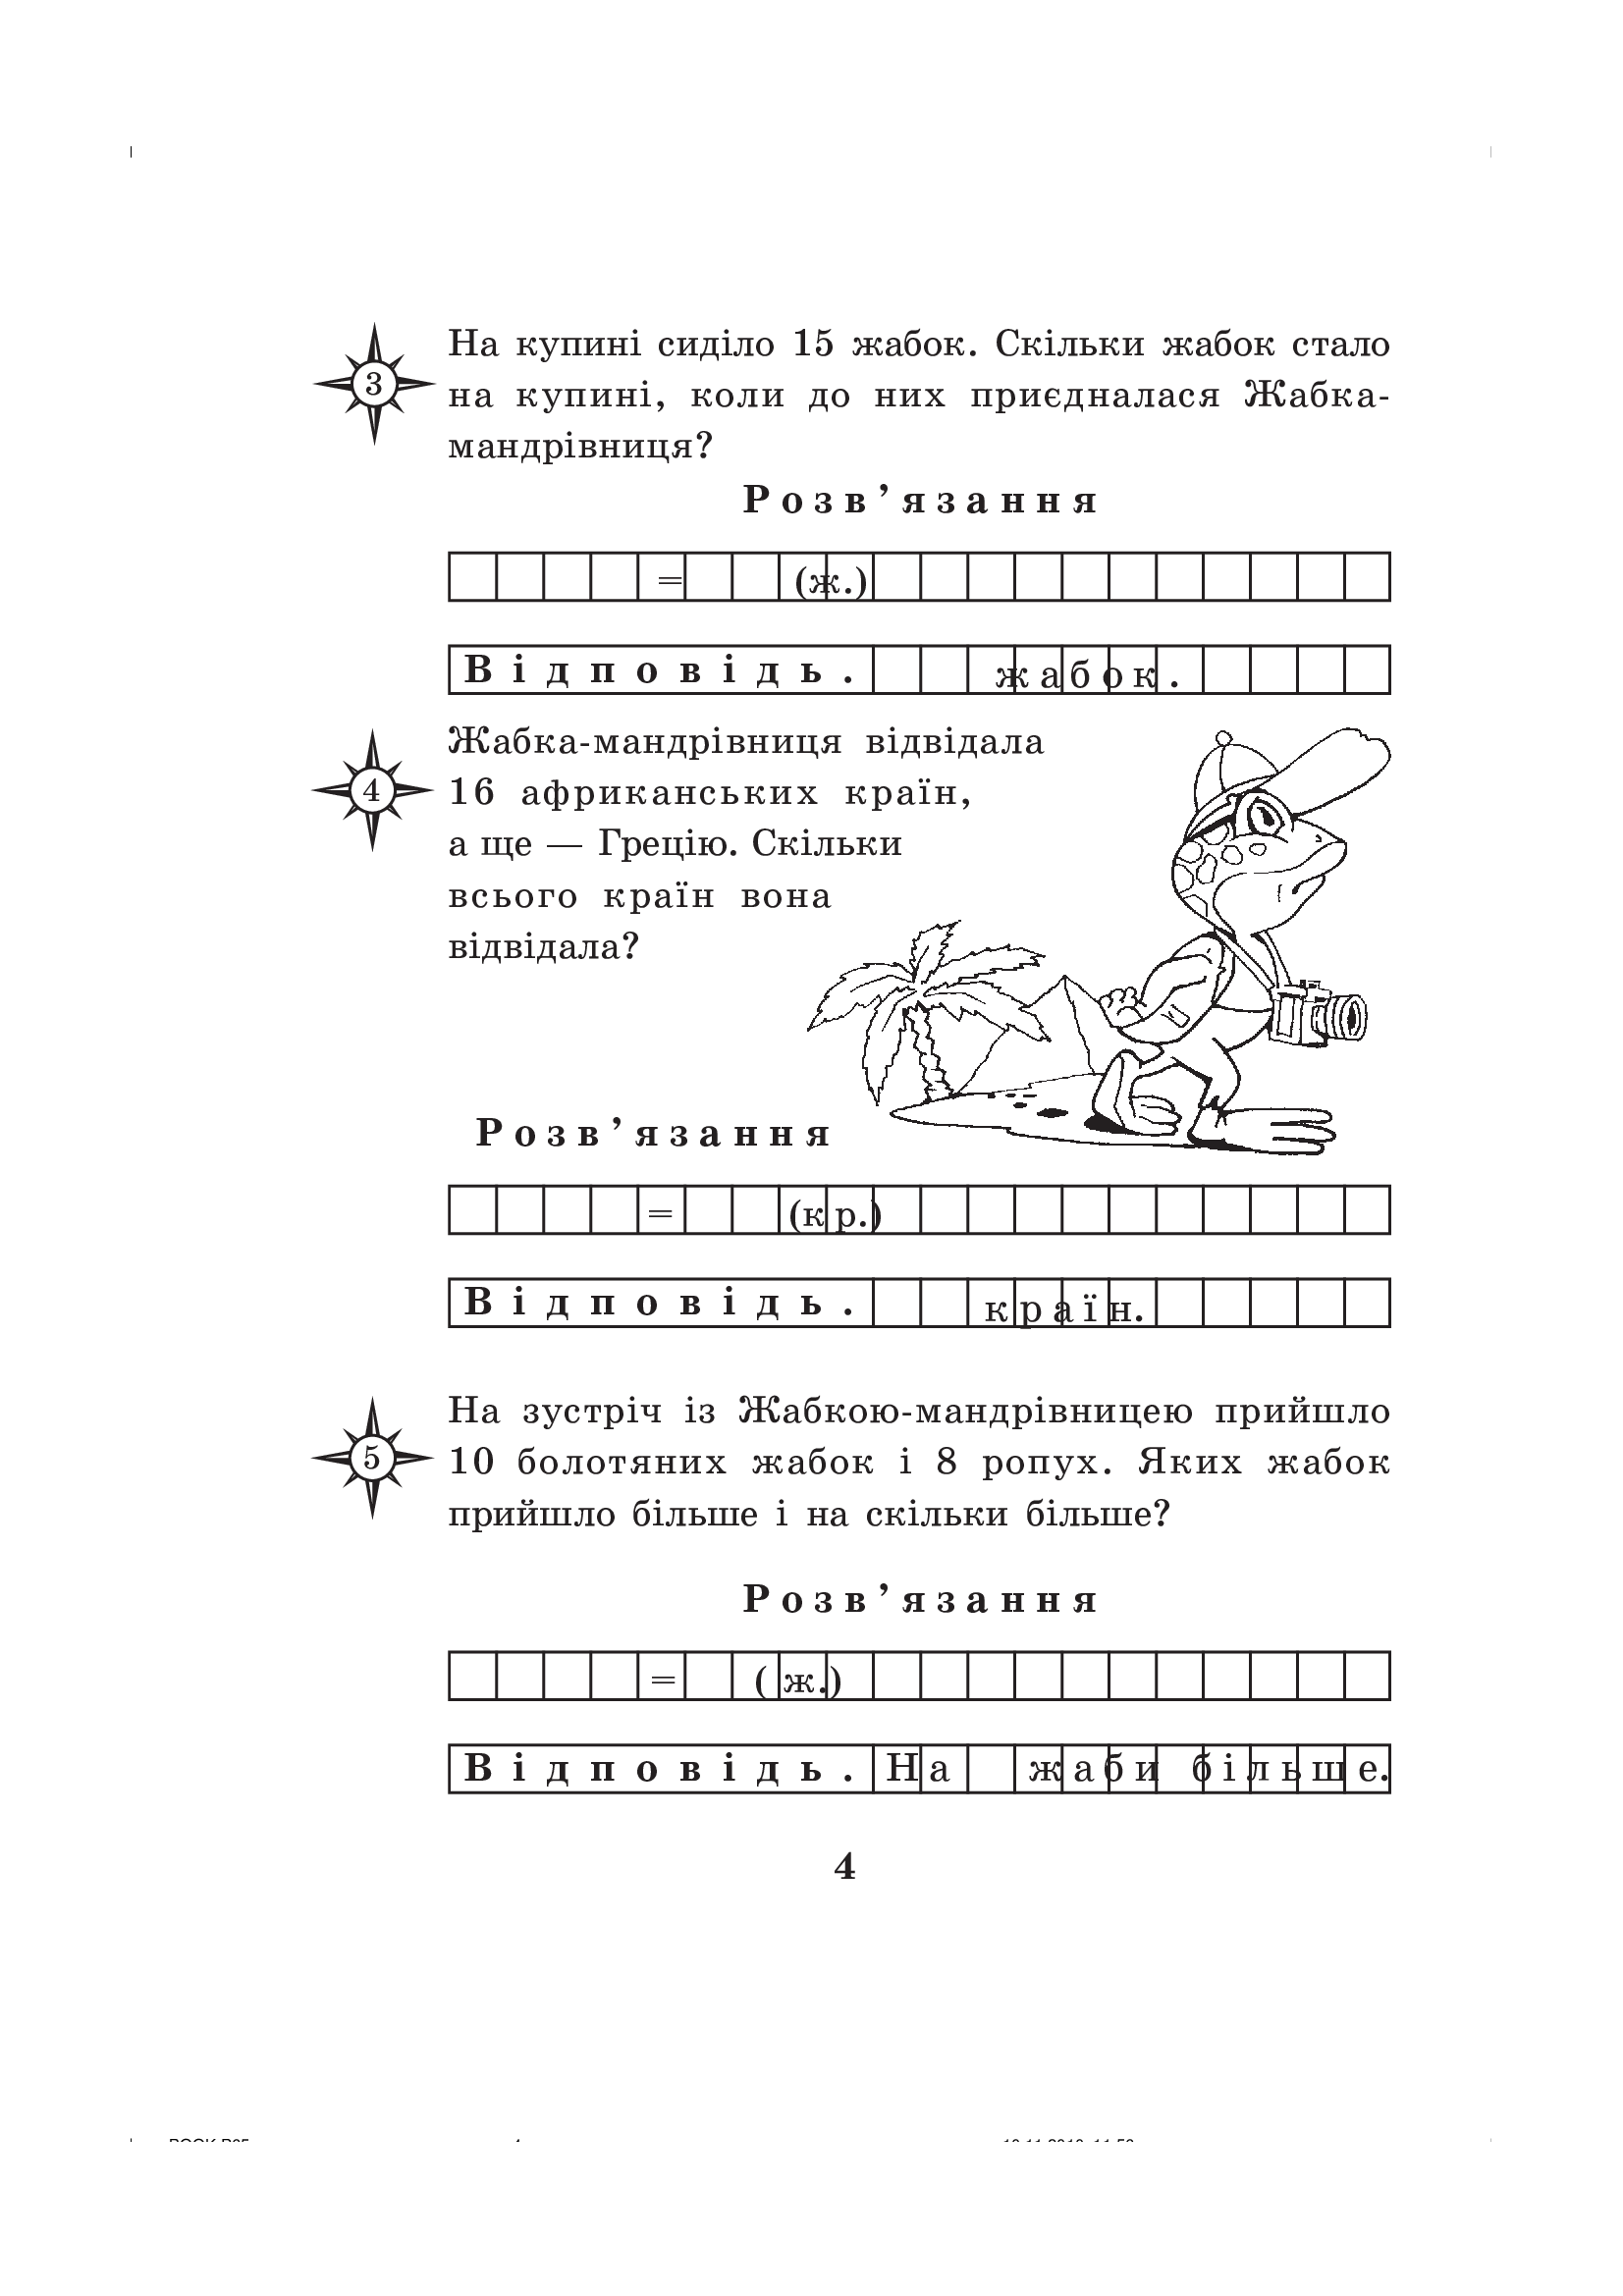 3
На купині сиділо 15 жабок. Скільки жабок стало
на купині, коли до них приєдналася Жабка-
мандрівниця?
Розв’язання
= (ж.)
Відповідь. жабок.
4
Жабка-мандрівниця відвідала
16 африканських країн,
а ще — Грецію. Скільки
всього країн вона
відвідала?
Розв’язання
= (кр.)
Відповідь. країн.
5
На зустріч із Жабкою-мандрівницею прийшло
10 болотяних жабок і 8 ропух. Яких жабок
прийшло більше і на скільки більше?
Розв’язання
= ( ж.)
Відповідь. На жаби більше.
4